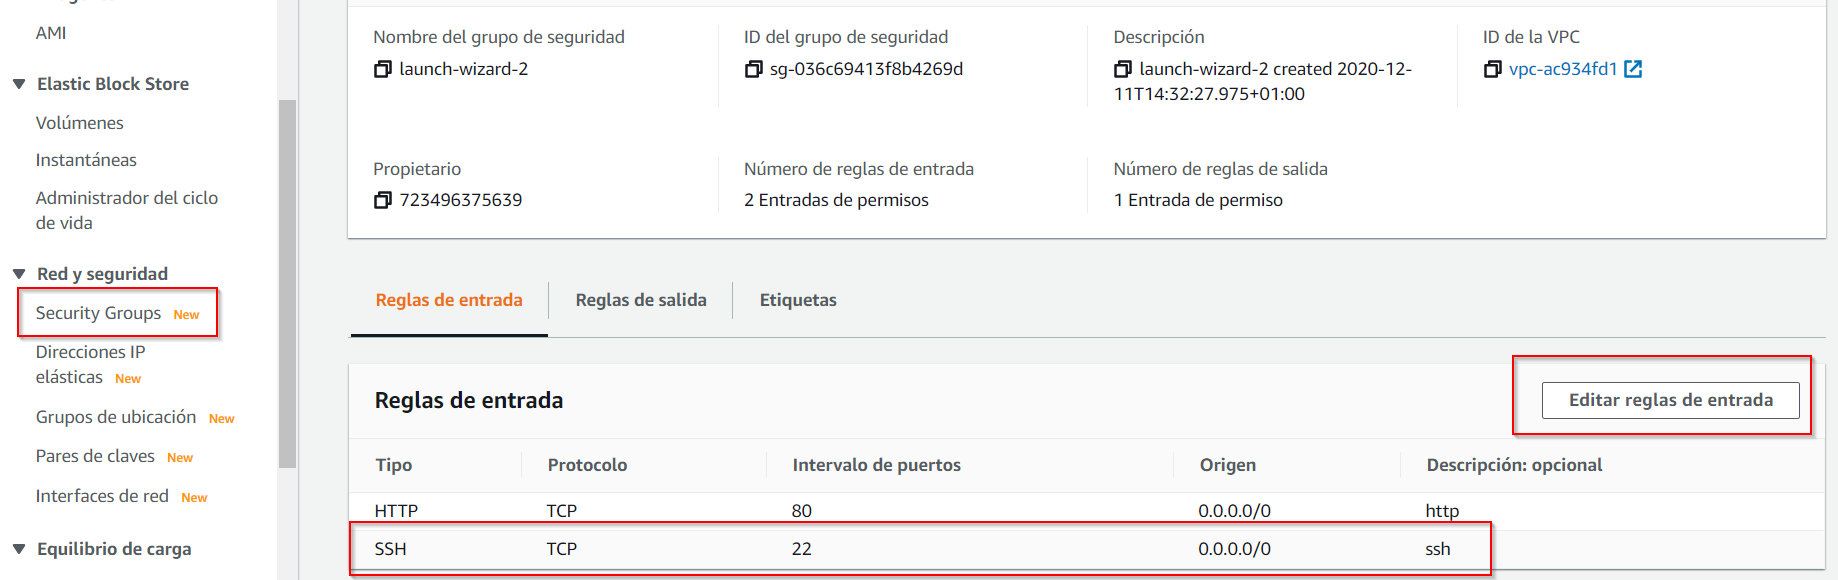 AMI
Elastic Block Store
Volúmenes
Instantáneas
Administrador del ciclo
de vida
Red y seguridad
Security Groups New
Direcciones IP
elásticas New
Grupos de ubicación New
Pares de claves New
Interfaces de red New
Equilibrio de carga
Nombre del grupo de seguridad
launch-wizard-2
ID del grupo de seguridad
sg-036c69413f8b4269d
Descripción
launch-wizard-2 created 2020-12-
11T14:32:27.975+01:00
ID de la VPC
vpc-ac934fd1
Propietario
723496375639
Número de reglas de entrada
2 Entradas de permisos
Número de reglas de salida
1 Entrada de permiso
Reglas de entrada Reglas de salida Etiquetas
Reglas de entrada
Editar reglas de entrada
Tipo Protocolo Intervalo de puertos Origen Descripción: opcional
HTTP TCP 80 0.0.0.0/0 http
SSH TCP 22 0.0.0.0/0 ssh